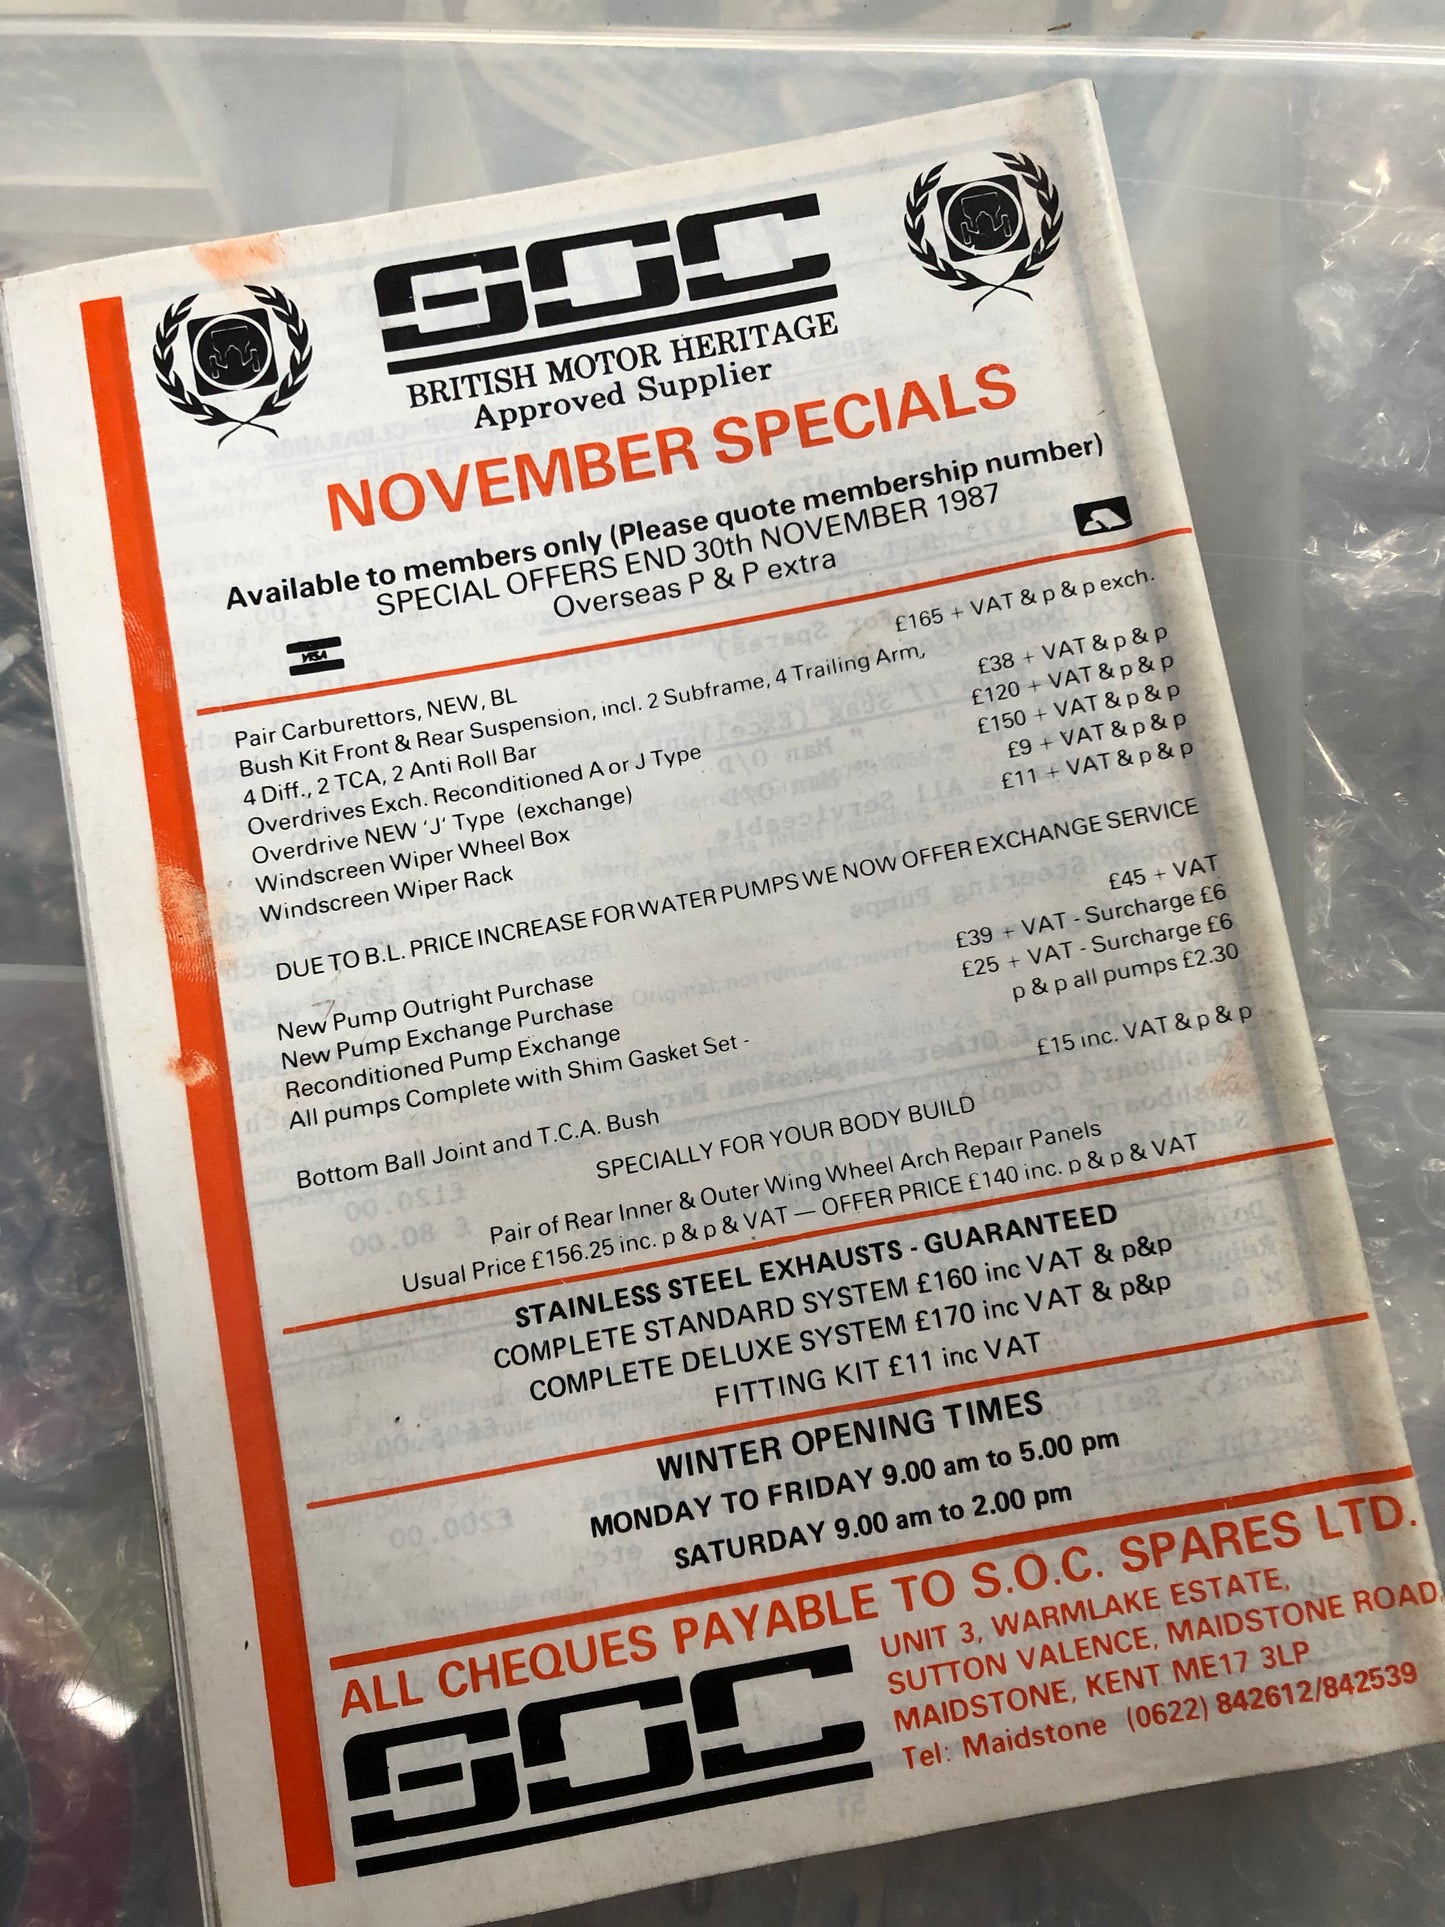 SOC
BRITISH MOTOR HERITAGE
Approved Supplier
NOVEMBER SPECIALS
Available to members only (Please quote membership number)
SPECIAL OFFERS END 30th NOVEMBER 1987
Overseas P & P extra
VISA
Pair Carburettors, NEW, BL £165 + VAT & p & p exch.
Bush Kit Front & Rear Suspension, incl. 2 Subframe, 4 Trailing Arm,
4 Diff., 2 TCA, 2 Anti Roll Bar £38 + VAT & p & p
Overdrives Exch. Reconditioned A or J Type £120 + VAT & p & p
Overdrive NEW 'J' Type (exchange) £150 + VAT & p & p
Windscreen Wiper Wheel Box £9 + VAT & p & p
Windscreen Wiper Rack £11 + VAT & p & p
DUE TO B.L. PRICE INCREASE FOR WATER PUMPS WE NOW OFFER EXCHANGE SERVICE
New Pump Outright Purchase £45 + VAT
New Pump Exchange Purchase £39 + VAT - Surcharge £6
Reconditioned Pump Exchange £25 + VAT - Surcharge £6
All pumps Complete with Shim Gasket Set - p & p all pumps £2.30
Bottom Ball Joint and T.C.A. Bush £15 inc. VAT & p & p
SPECIALLY FOR YOUR BODY BUILD
Pair of Rear Inner & Outer Wing Wheel Arch Repair Panels
Usual Price £156.25 inc. p & p & VAT — OFFER PRICE £140 inc. p & p & VAT
STAINLESS STEEL EXHAUSTS - GUARANTEED
COMPLETE STANDARD SYSTEM £160 inc VAT & p&p
COMPLETE DELUXE SYSTEM £170 inc VAT & p&p
FITTING KIT £11 inc VAT
WINTER OPENING TIMES
MONDAY TO FRIDAY 9.00 am to 5.00 pm
SATURDAY 9.00 am to 2.00 pm
ALL CHEQUES PAYABLE TO S.O.C. SPARES LTD.
SOC
UNIT 3, WARMLAKE ESTATE,
SUTTON VALENCE, MAIDSTONE ROAD,
MAIDSTONE, KENT ME17 3LP
Tel: Maidstone (0622) 842612/842539